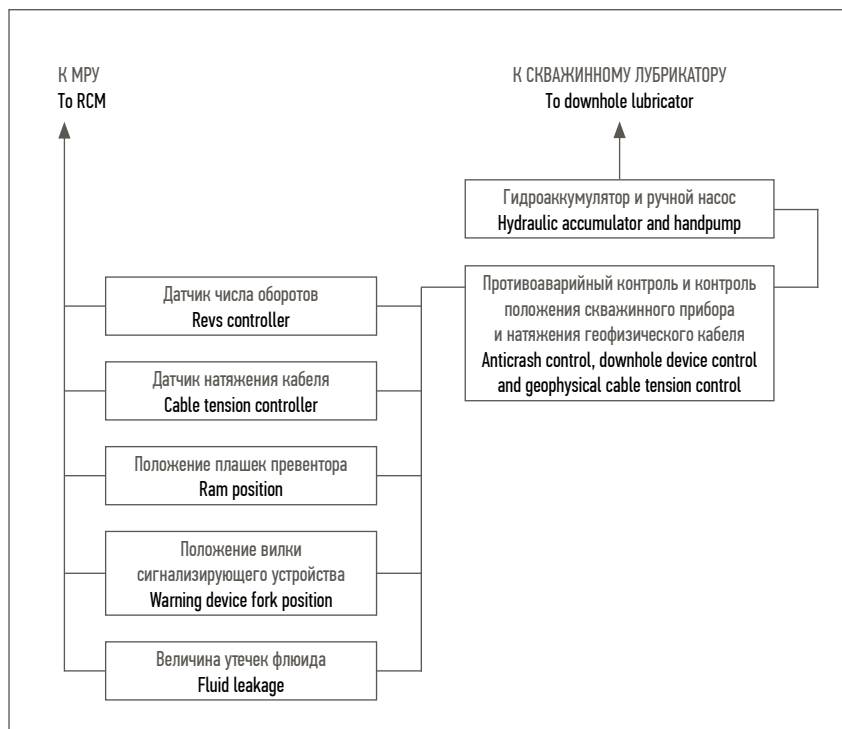 К МРУ
To RCM
К СКВАЖИННОМУ ЛУБРИКАТОРУ
To downhole lubricator
Гидроаккумулятор и ручной насос
Hydraulic accumulator and handpump
Противоаварийный контроль и контроль
положения скважинного прибора
и натяжения геофизического кабеля
Anticrash control, downhole device control
and geophysical cable tension control
Датчик числа оборотов
Revs controller
Датчик натяжения кабеля
Cable tension controller
Положение плашек превентора
Ram position
Положение вилки
сигнализирующего устройства
Warning device fork position
Величина утечек флюида
Fluid leakage